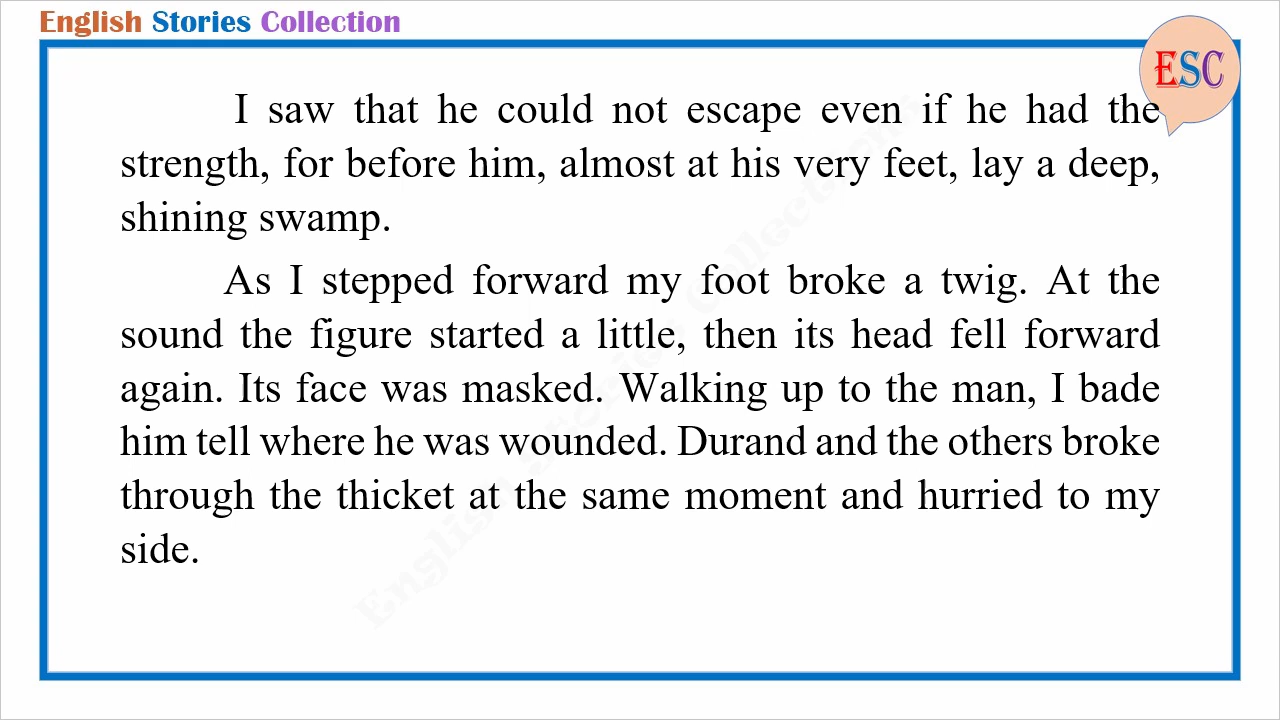 English Stories Collection
ESC
I saw that he could not escape even if he had the
strength, for before him, almost at his very feet, lay a deep,
shining swamp.
As I stepped forward my foot broke a twig. At the
sound the figure started a little, then its head fell forward
again. Its face was masked. Walking up to the man, I bade
him tell where he was wounded. Durand and the others broke
through the thicket at the same moment and hurried to my
side.
English Stories Collections